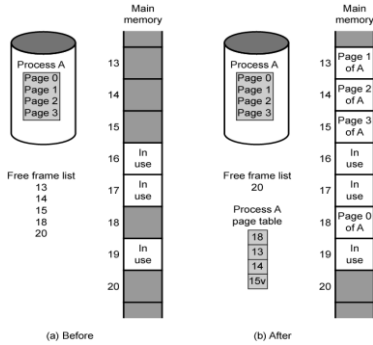 Main
memory
Process A
Page 0
Page 1
Page 2
Page 3
13
14
15
16
In
use
17
In
use
18
19
In
use
20
Free frame list
13
14
15
18
20
(a) Before
Main
memory
Process A
Page 0
Page 1
Page 2
Page 3
13
Page 1
of A
14
Page 2
of A
15
Page 3
of A
16
In
use
17
In
use
18
Page 0
of A
19
In
use
20
Free frame list
20
Process A
page table
18
13
14
15v
(b) After